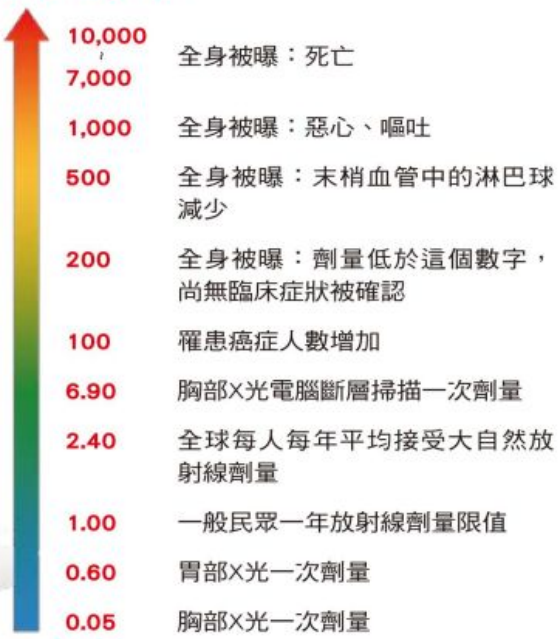 10,000
~
7,000
全身被曝：死亡
1,000 全身被曝：惡心、嘔吐
500 全身被曝：末梢血管中的淋巴球
減少
200 全身被曝：劑量低於這個數字，
尚無臨床症狀被確認
100 罹患癌症人數增加
6.90 胸部X光電腦斷層掃描一次劑量
2.40 全球每人每年平均接受大自然放
射線劑量
1.00 一般民眾一年放射線劑量限值
0.60 胃部X光一次劑量
0.05 胸部X光一次劑量